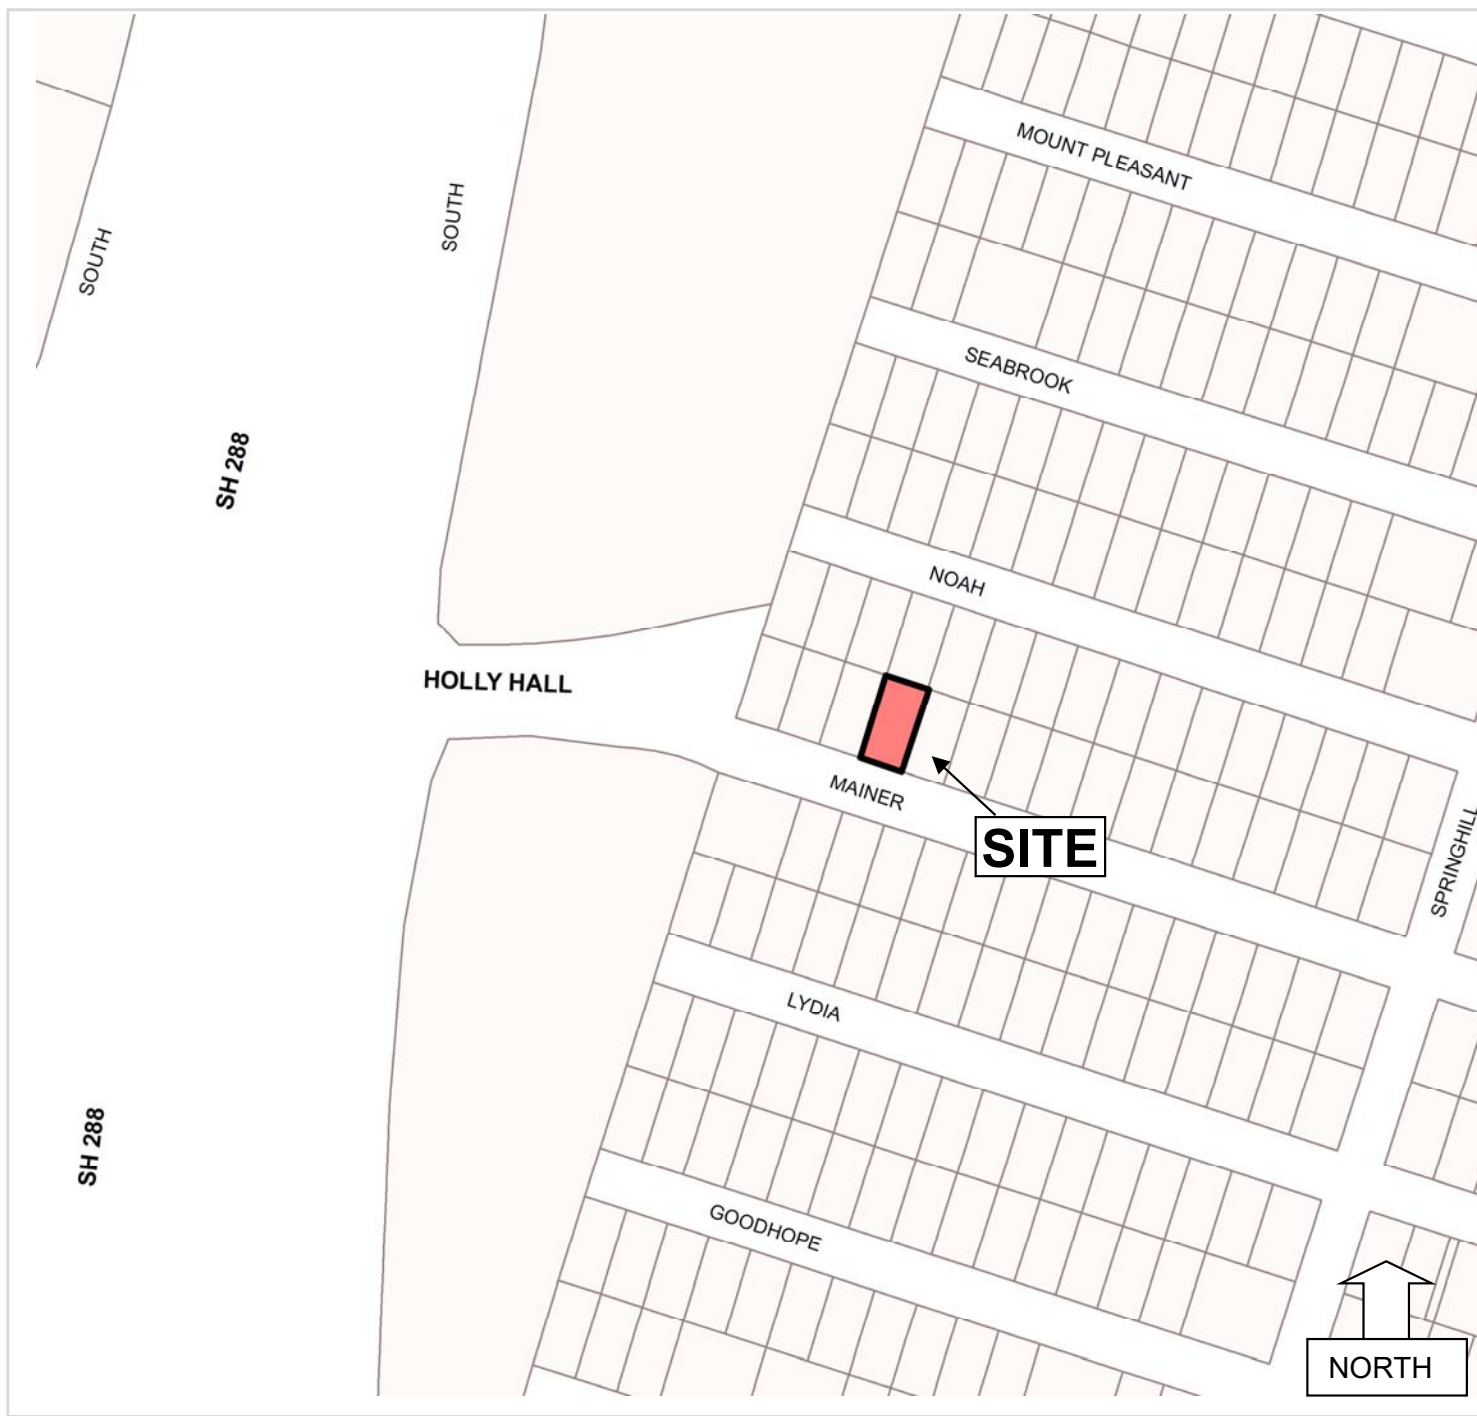 MOUNT PLEASANT
SOUTH
SOUTH
SEABROOK
SH 288
NOAH
HOLLY HALL
MAINER
SITE
SPRINGHILL
LYDIA
SH 288
GOODHOPE
NORTH